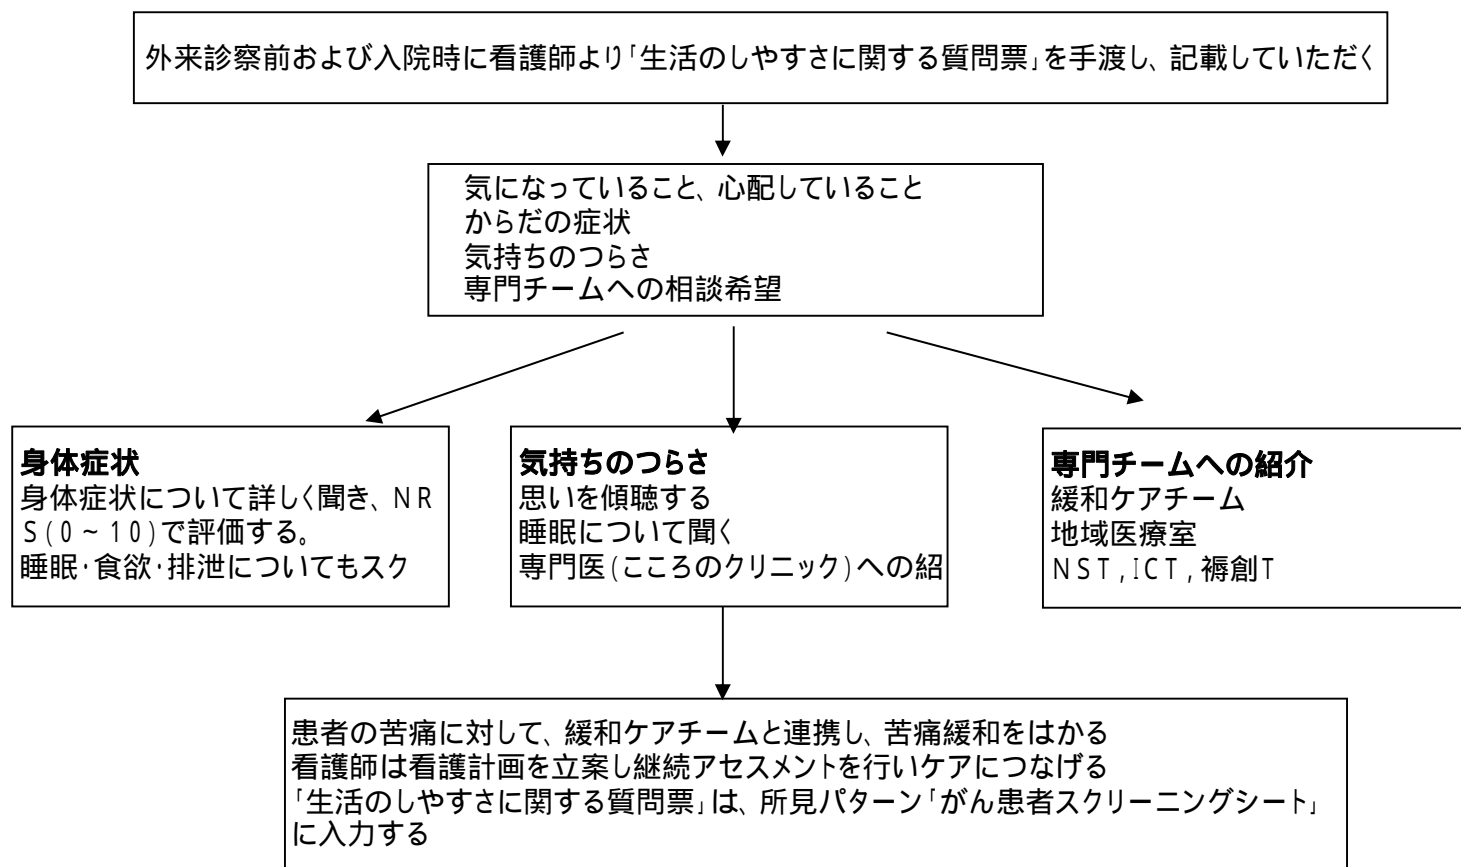 外来診察前および入院時に看護師より「生活のしやすさに関する質問票」を手渡し、記載していただく
気になっていること、心配していること
からだの症状
気持ちのつらさ
専門チームへの相談希望
身体症状
身体症状について詳しく聞き、NR
S(0~10)で評価する。
睡眠・食欲・排泄についてもスク
気持ちのつらさ
思いを傾聴する
睡眠について聞く
専門医(こころのクリニック)への紹
専門チームへの紹介
緩和ケアチーム
地域医療室
NST,ICT,褥創T
患者の苦痛に対して、緩和ケアチームと連携し、苦痛緩和をはかる
看護師は看護計画を立案し継続アセスメントを行いケアにつなげる
「生活のしやすさに関する質問票」は、所見パターン「がん患者スクリーニングシート」
に入力する